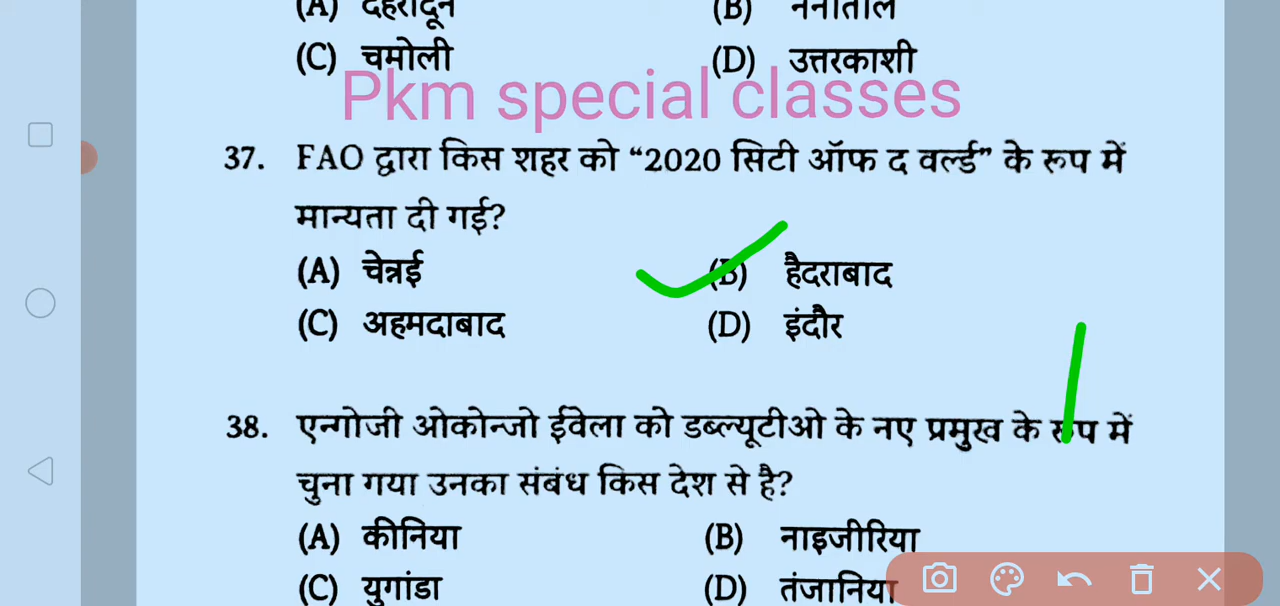 (A) देहरादून (B) नैनीताल
(C) चमोली (D) उत्तरकाशी
Pkm special classes
37. FAO द्वारा किस शहर को “2020 सिटी ऑफ द वर्ल्ड” के रूप में
मान्यता दी गई?
(A) चेन्नई (B) हैदराबाद
(C) अहमदाबाद (D) इंदौर
38. एन्गोजी ओकोन्जो ईवेला को डब्ल्यूटीओ के नए प्रमुख के रूप में
चुना गया उनका संबंध किस देश से है?
(A) कीनिया (B) नाइजीरिया
(C) युगांडा (D) तंजानिया